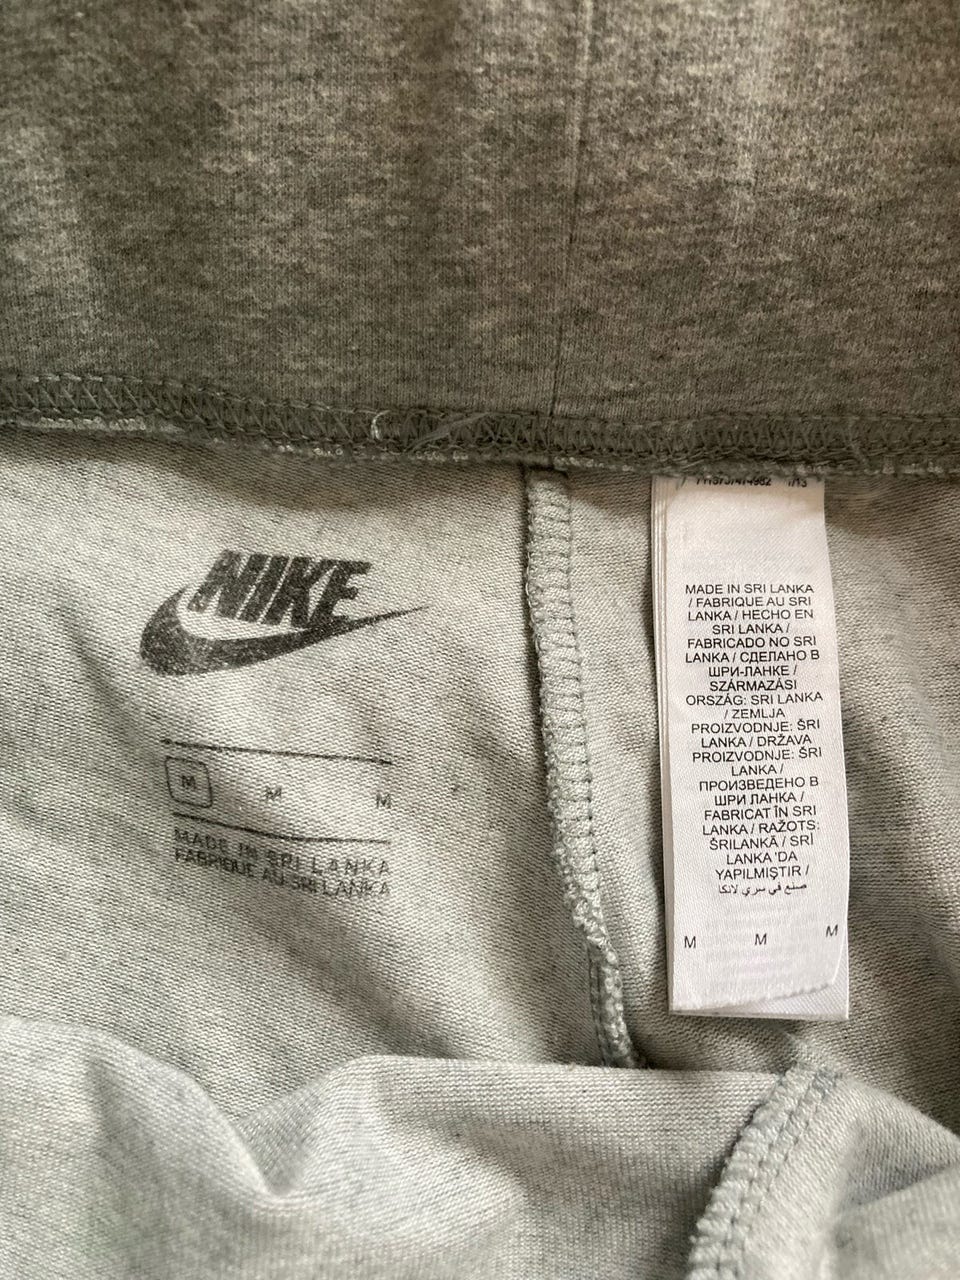 NIKE
M M M
MADE IN SRI LANKA
FABRIQUE AU SRI LANKA
1/13
MADE IN SRI LANKA
/ FABRIQUE AU SRI
LANKA / HECHO EN
SRI LANKA /
FABRICADO NO SRI
LANKA / СДЕЛАНО В
ШРИ-ЛАНКЕ /
SZÁRMAZÁSI
ORSZÁG: SRI LANKA
/ ZEMLJA
PROIZVODNJE: ŠRI
LANKA / DRŽAVA
PROIZVODNJE: ŠRI
LANKA /
ПРОИЗВЕДЕНО В
ШРИ ЛАНКА /
FABRICAT ÎN SRI
LANKA / RAŽOTS:
ŠRILANKĀ / SRİ
LANKA 'DA
YAPILMIŞTIR /
صنع في سري لانكا
M M M